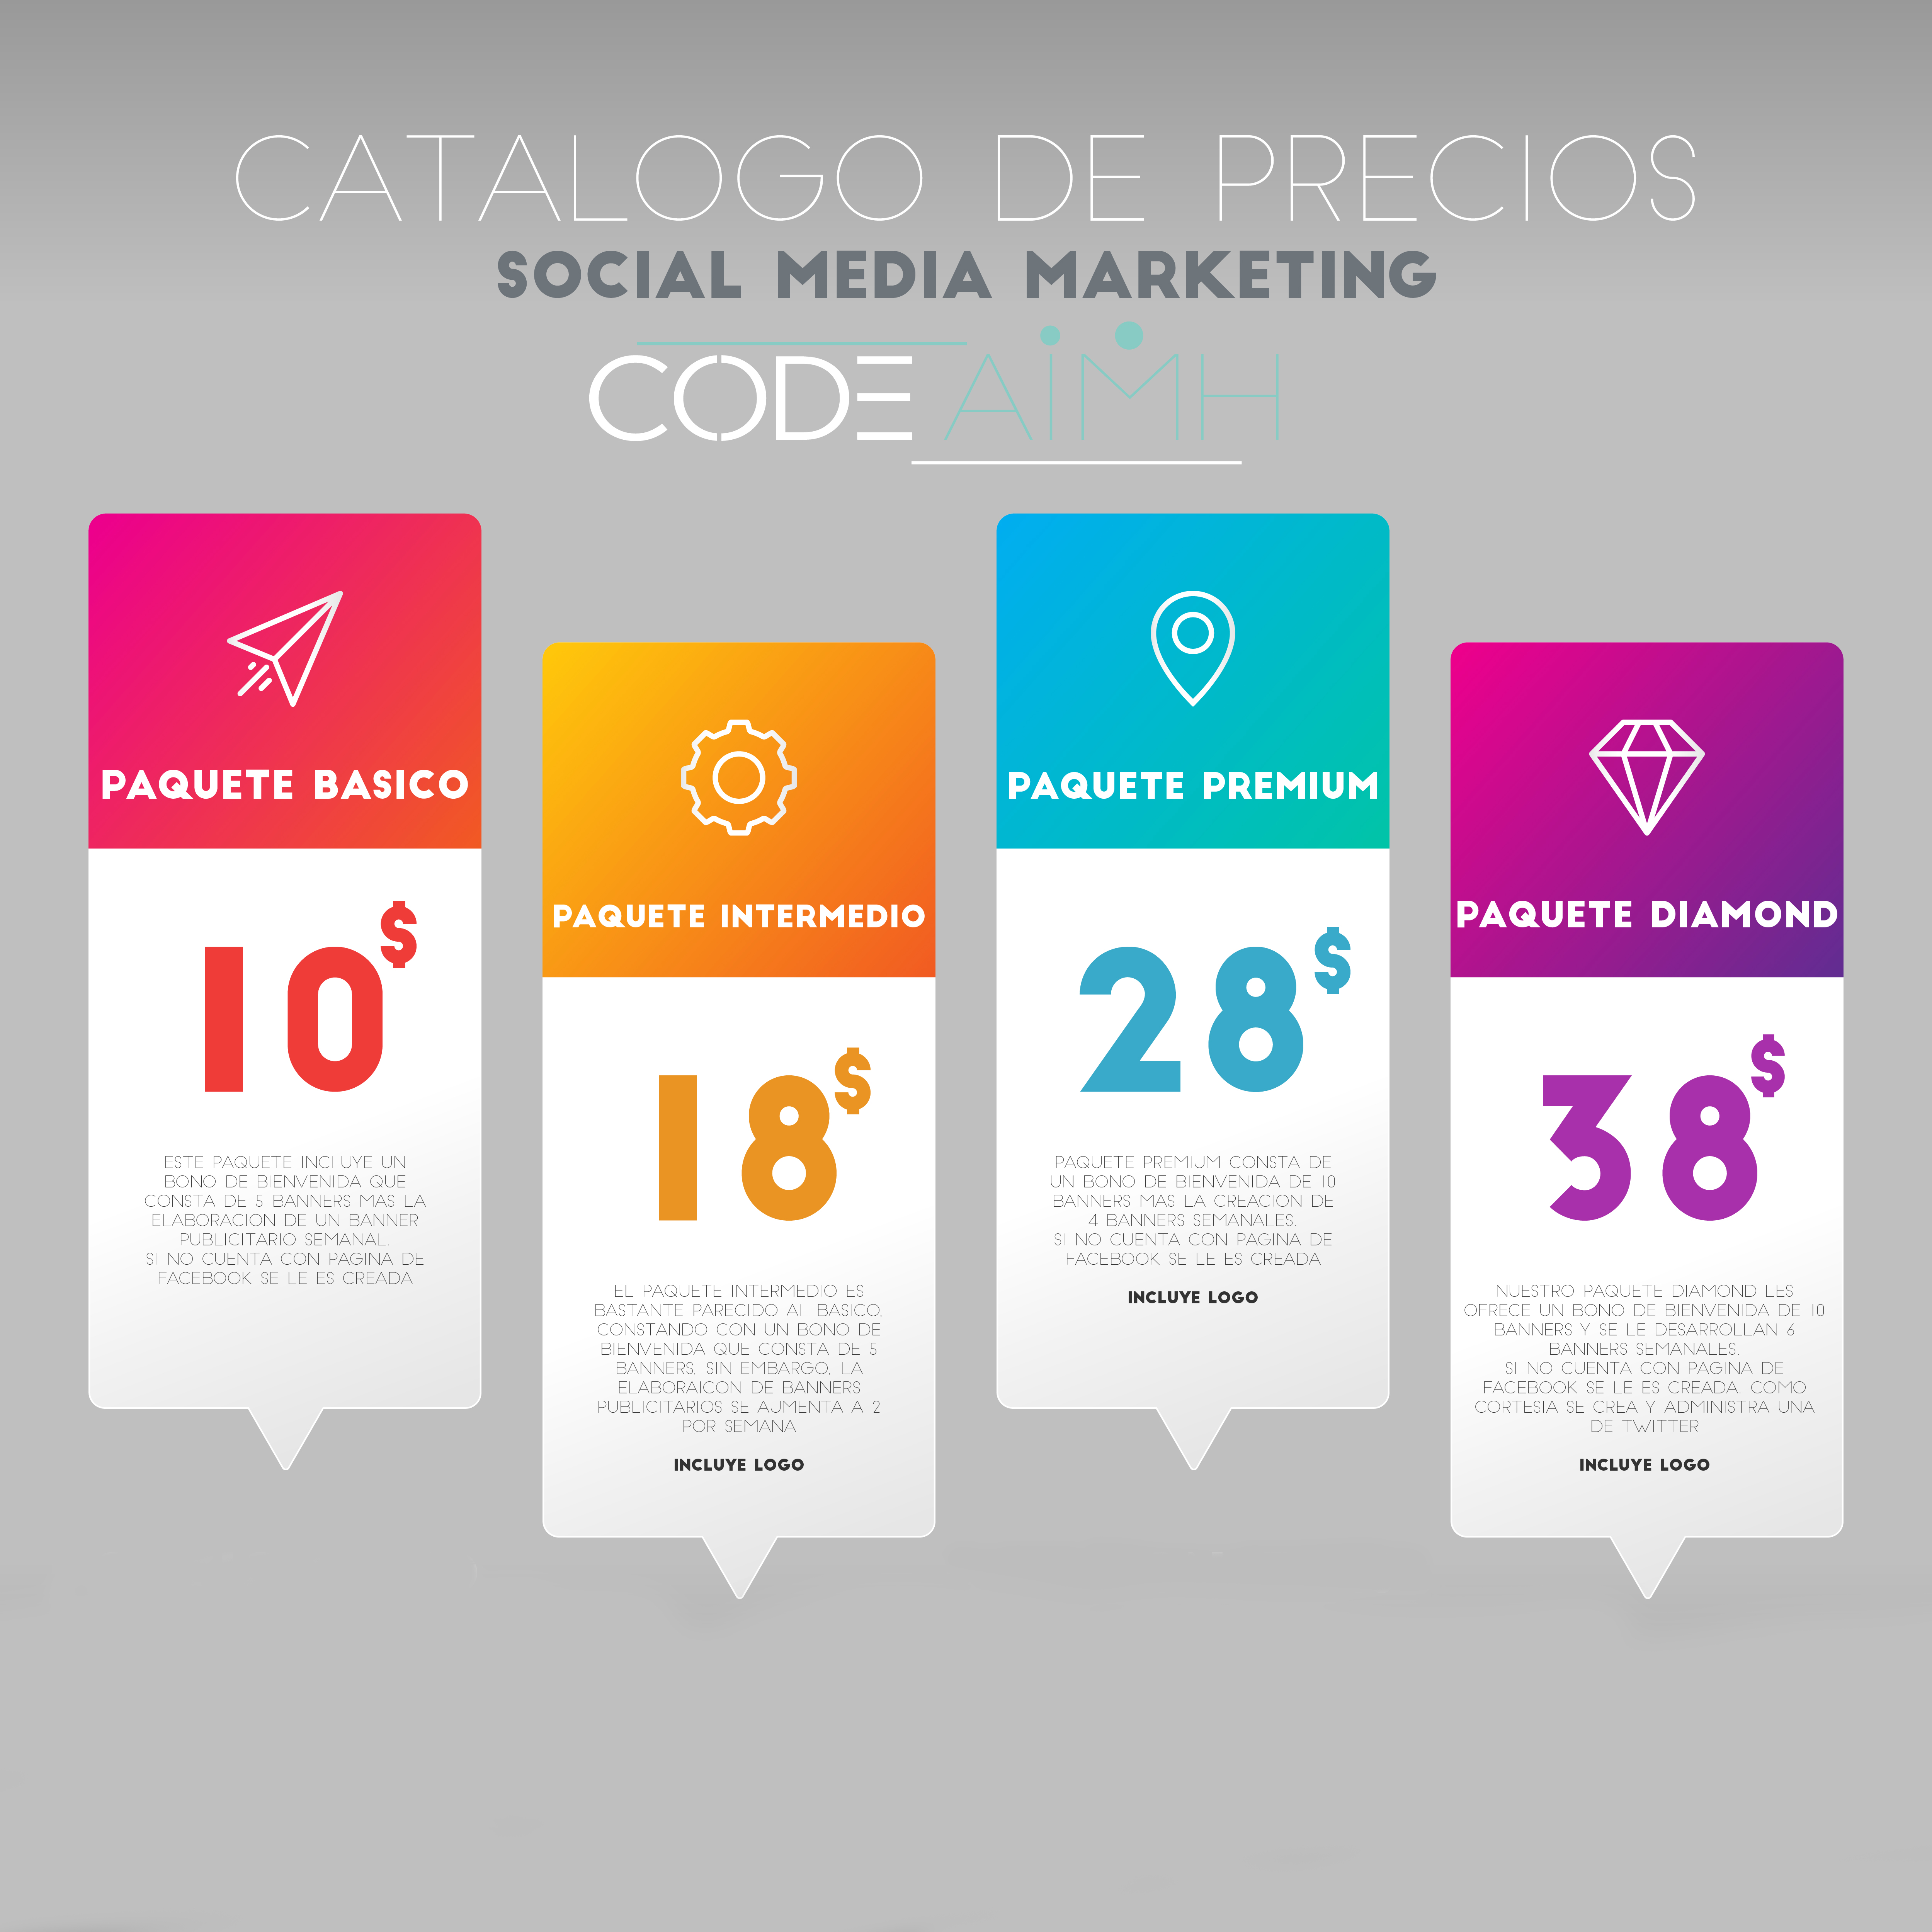 CATALOGO DE PRECIOS
SOCIAL MEDIA MARKETING
CODE AIMH
PAQUETE BASICO
10$
ESTE PAQUETE INCLUYE UN
BONO DE BIENVENIDA QUE
CONSTA DE 5 BANNERS MAS LA
ELABORACION DE UN BANNER
PUBLICITARIO SEMANAL.
SI NO CUENTA CON PAGINA DE
FACEBOOK SE LE ES CREADA
PAQUETE INTERMEDIO
18$
EL PAQUETE INTERMEDIO ES
BASTANTE PARECIDO AL BASICO,
CONSTANDO CON UN BONO DE
BIENVENIDA QUE CONSTA DE 5
BANNERS, SIN EMBARGO, LA
ELABORAICON DE BANNERS
PUBLICITARIOS SE AUMENTA A 2
POR SEMANA
INCLUYE LOGO
PAQUETE PREMIUM
28$
PAQUETE PREMIUM CONSTA DE
UN BONO DE BIENVENIDA DE 10
BANNERS MAS LA CREACION DE
4 BANNERS SEMANALES.
SI NO CUENTA CON PAGINA DE
FACEBOOK SE LE ES CREADA
INCLUYE LOGO
PAQUETE DIAMOND
38$
NUESTRO PAQUETE DIAMOND LES
OFRECE UN BONO DE BIENVENIDA DE 10
BANNERS Y SE LE DESARROLLAN 6
BANNERS SEMANALES.
SI NO CUENTA CON PAGINA DE
FACEBOOK SE LE ES CREADA. COMO
CORTESIA SE CREA Y ADMINISTRA UNA
DE TWITTER
INCLUYE LOGO